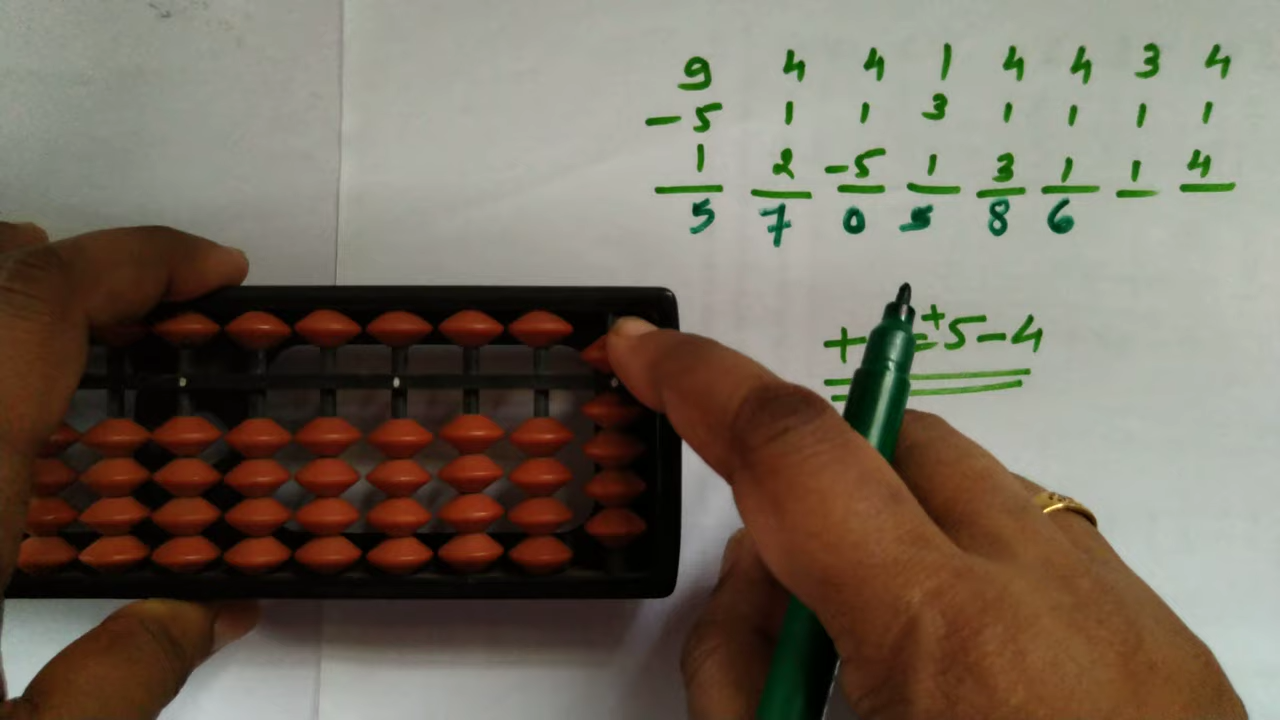 9 4 4 1 4 4 3 4
-5 1 1 3 1 1 1 1
1 2 -5 1 3 1 1 4
5 7 0 5 8 6
+ = +5-4